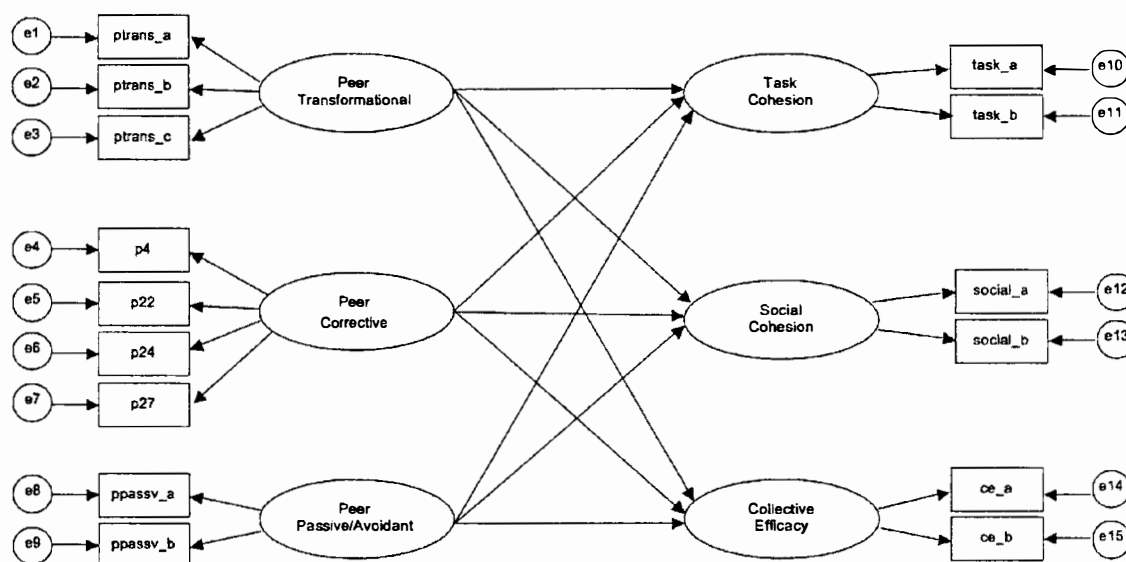 e1
ptrans_a
e2
ptrans_b
e3
ptrans_c
Peer
Transformational
Task
Cohesion
task_a
e10
task_b
e11
e4
p4
e5
p22
e6
p24
e7
p27
Peer
Corrective
Social
Cohesion
social_a
e12
social_b
e13
e8
ppassv_a
e9
ppassv_b
Peer
Passive/Avoidant
Collective
Efficacy
ce_a
e14
ce_b
e15